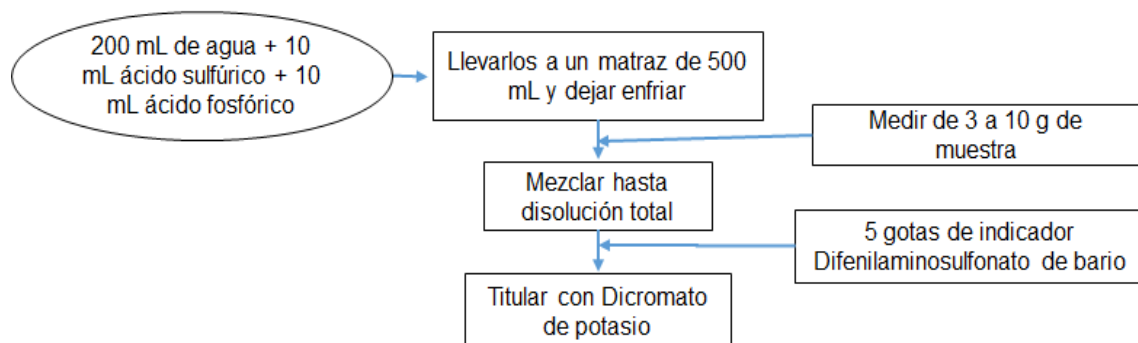 200 mL de agua + 10
mL ácido sulfúrico + 10
mL ácido fosfórico
Llevarlos a un matraz de 500
mL y dejar enfriar
Medir de 3 a 10 g de
muestra
Mezclar hasta
disolución total
5 gotas de indicador
Difenilaminosulfonato de bario
Titular con Dicromato
de potasio